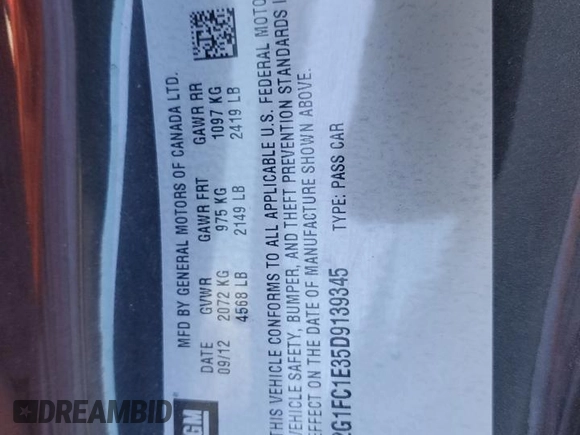 GM
MFD BY GENERAL MOTORS OF CANADA LTD.
DATE GVWR GAWR FRT GAWR RR
09/12 2072 KG 975 KG 1097 KG
4568 LB 2149 LB 2419 LB
THIS VEHICLE CONFORMS TO ALL APPLICABLE U.S. FEDERAL MOTO
VEHICLE SAFETY, BUMPER, AND THEFT PREVENTION STANDARDS I
EFFECT ON THE DATE OF MANUFACTURE SHOWN ABOVE.
2G1FC1E35D9139345 TYPE: PASS CAR
DREAMBID